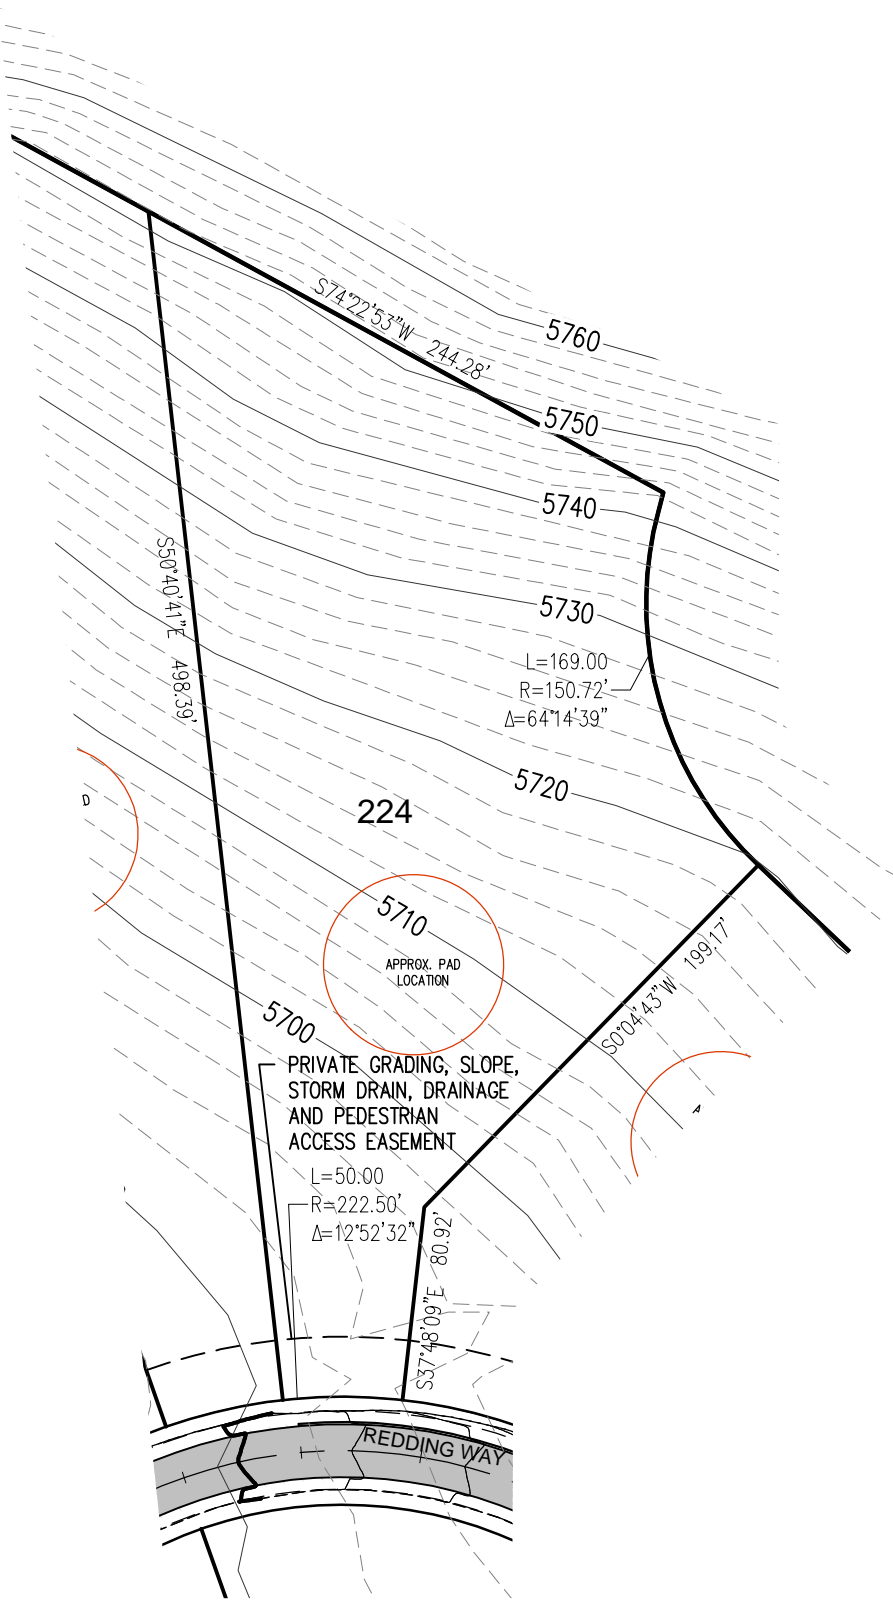 S74°22'53"W 244.28'
5760
5750
5740
5730
S50°40'41"E 498.39'
L=169.00
R=150.72'
Δ=64°14'39"
5720
D
224
5710
APPROX. PAD
LOCATION
S0°04'43"W 199.17'
5700
PRIVATE GRADING, SLOPE,
STORM DRAIN, DRAINAGE
AND PEDESTRIAN
ACCESS EASEMENT
A
L=50.00
R=222.50'
Δ=12°52'32"
S37°48'09"E 80.92'
REDDING WAY